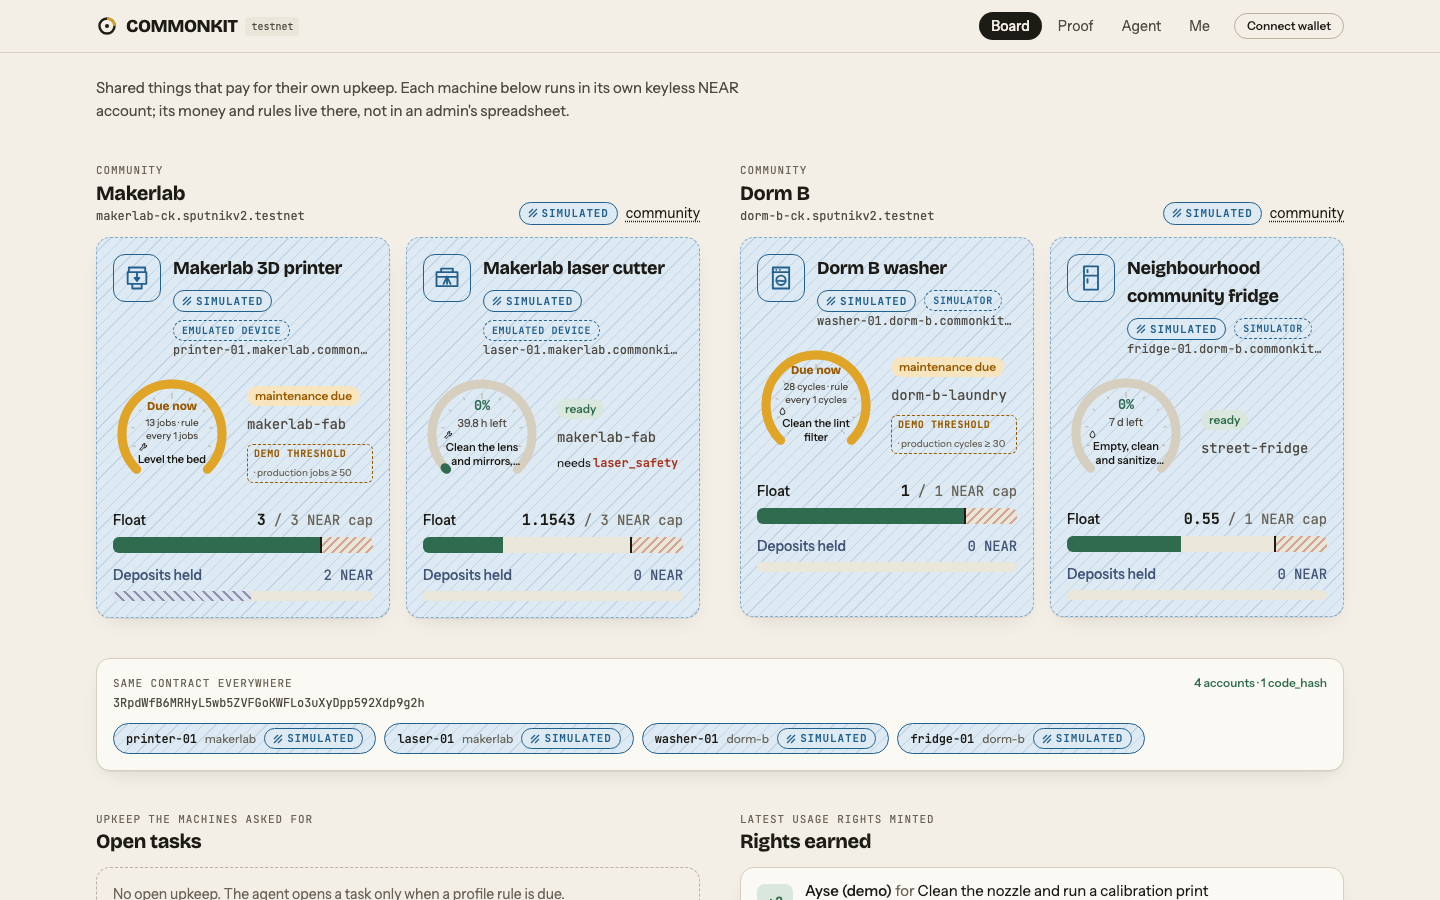 COMMONKIT testnet
Board Proof Agent Me Connect wallet
Shared things that pay for their own upkeep. Each machine below runs in its own keyless NEAR
account; its money and rules live there, not in an admin's spreadsheet.
COMMUNITY
Makerlab
makerlab-ck.sputnikv2.testnet
SIMULATED community
Makerlab 3D printer
SIMULATED
EMULATED DEVICE
printer-01.makerlab.common…
Due now
13 jobs · rule
every 1 jobs
Level the bed
maintenance due
makerlab-fab
DEMO THRESHOLD
· production jobs ≥ 50
Float 3 / 3 NEAR cap
Deposits held 2 NEAR
Makerlab laser cutter
SIMULATED
EMULATED DEVICE
laser-01.makerlab.commonki…
0%
39.8 h left
Clean the lens
and mirrors,…
ready
makerlab-fab
needs laser_safety
Float 1.1543 / 3 NEAR cap
Deposits held 0 NEAR
COMMUNITY
Dorm B
dorm-b-ck.sputnikv2.testnet
SIMULATED community
Dorm B washer
SIMULATED SIMULATOR
washer-01.dorm-b.commonkit…
Due now
28 cycles · rule
every 1 cycles
Clean the lint
filter
maintenance due
dorm-b-laundry
DEMO THRESHOLD
· production cycles ≥ 30
Float 1 / 1 NEAR cap
Deposits held 0 NEAR
Neighbourhood
community fridge
SIMULATED SIMULATOR
fridge-01.dorm-b.commonkit…
0%
7 d left
Empty, clean
and sanitize…
ready
street-fridge
Float 0.55 / 1 NEAR cap
Deposits held 0 NEAR
SAME CONTRACT EVERYWHERE
4 accounts · 1 code_hash
3RpdWfB6MRHyL5wb5ZVFGoKWFLo3uXyDpp592Xdp9g2h
printer-01 makerlab SIMULATED
laser-01 makerlab SIMULATED
washer-01 dorm-b SIMULATED
fridge-01 dorm-b SIMULATED
UPKEEP THE MACHINES ASKED FOR
Open tasks
No open upkeep. The agent opens a task only when a profile rule is due.
LATEST USAGE RIGHTS MINTED
Rights earned
Ayse (demo) for Clean the nozzle and run a calibration print